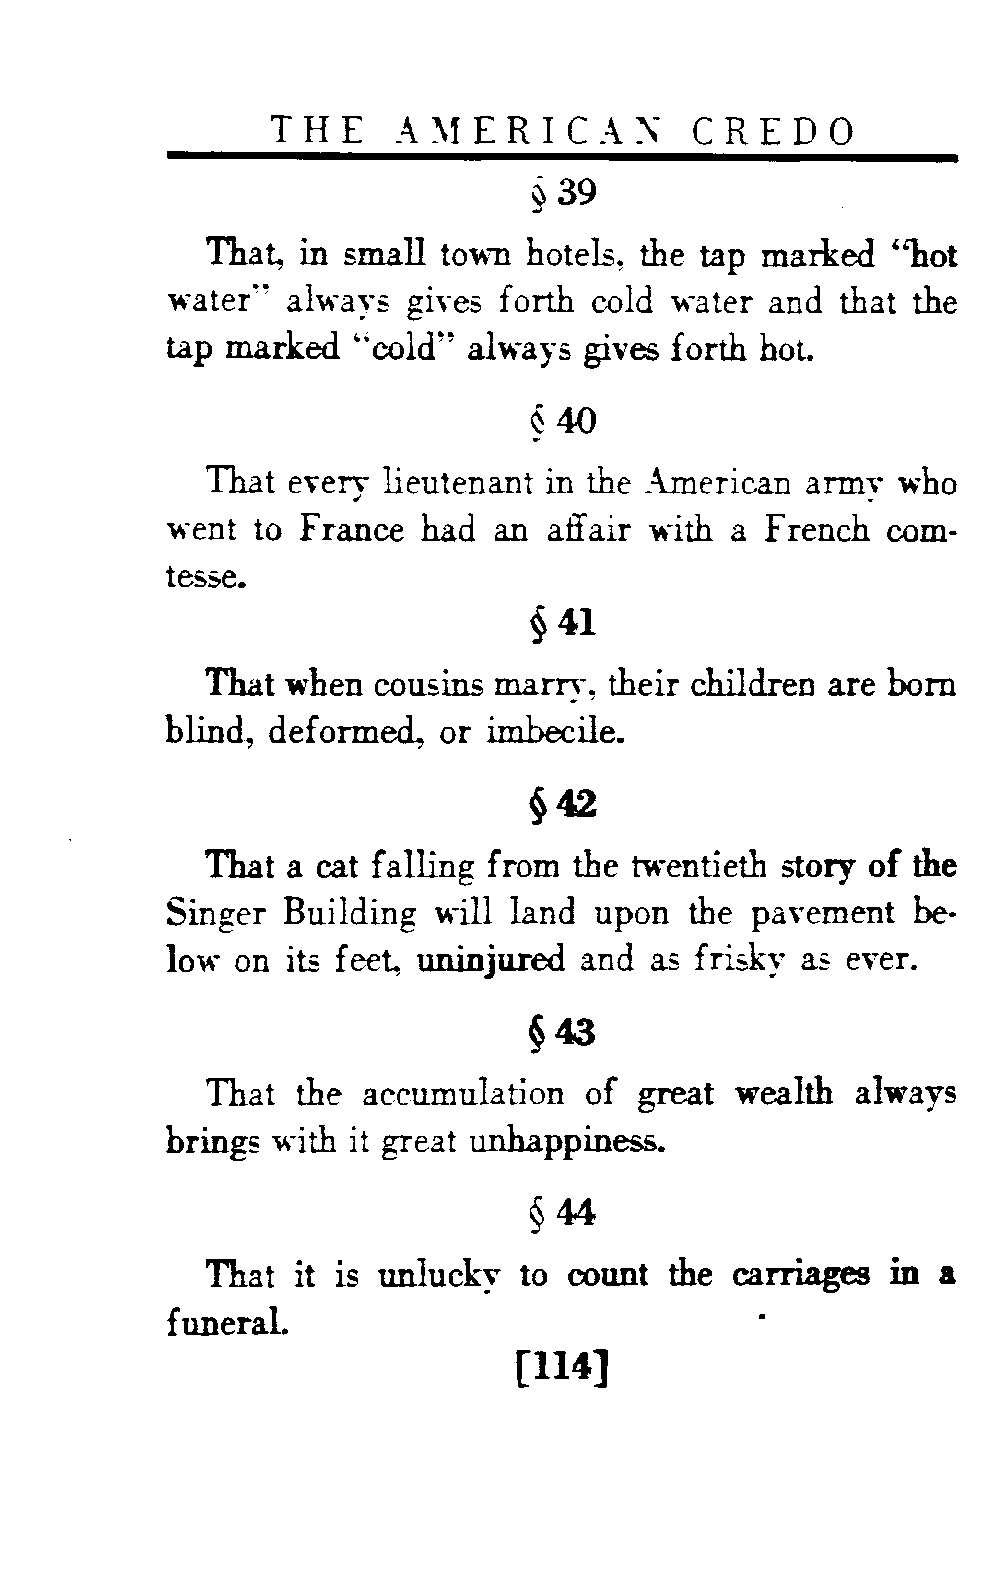 THE AMERICAN CREDO
§ 39
That, in small town hotels, the tap marked “hot
water” always gives forth cold water and that the
tap marked “cold” always gives forth hot.
§ 40
That every lieutenant in the American army who
went to France had an affair with a French com-
tesse.
§ 41
That when cousins marry, their children are born
blind, deformed, or imbecile.
§ 42
That a cat falling from the twentieth story of the
Singer Building will land upon the pavement be-
low on its feet, uninjured and as frisky as ever.
§ 43
That the accumulation of great wealth always
brings with it great unhappiness.
§ 44
That it is unlucky to count the carriages in a
funeral.
[114]